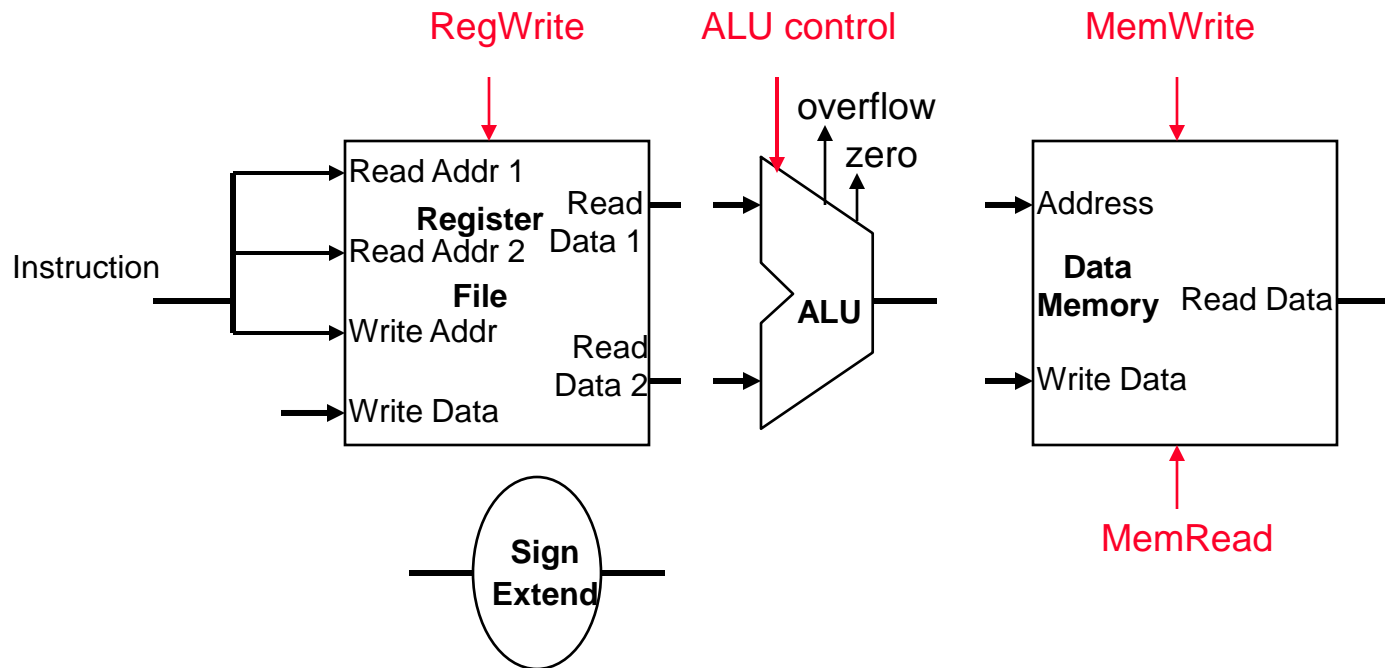 RegWrite
ALU control
MemWrite
overflow
zero
Instruction
Read Addr 1
Register
Read Addr 2
File
Write Addr
Write Data
Read
Data 1
Read
Data 2
ALU
Address
Data
Memory
Read Data
Write Data
MemRead
Sign
Extend